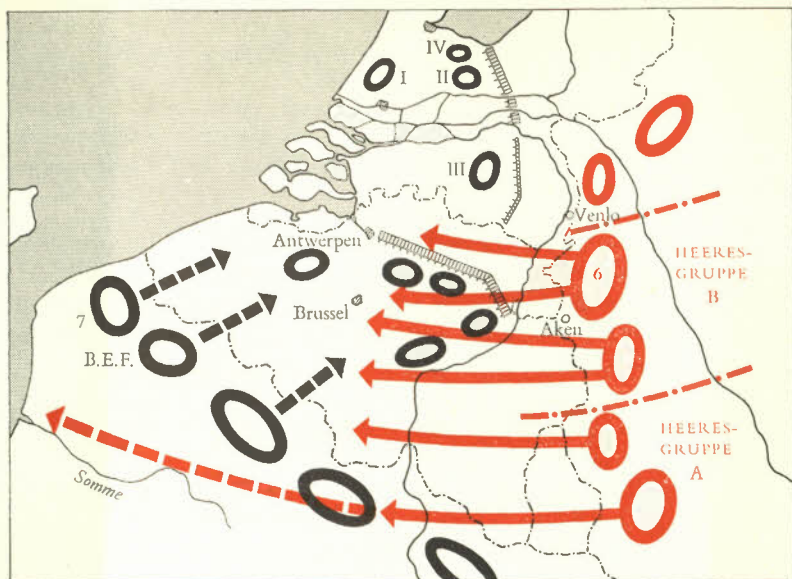 IV
I
II
III
Venlo
Antwerpen
HEERES-
GRUPPE
B
6
7
Brussel
Aken
B.E.F.
HEERES-
GRUPPE
A
Somme